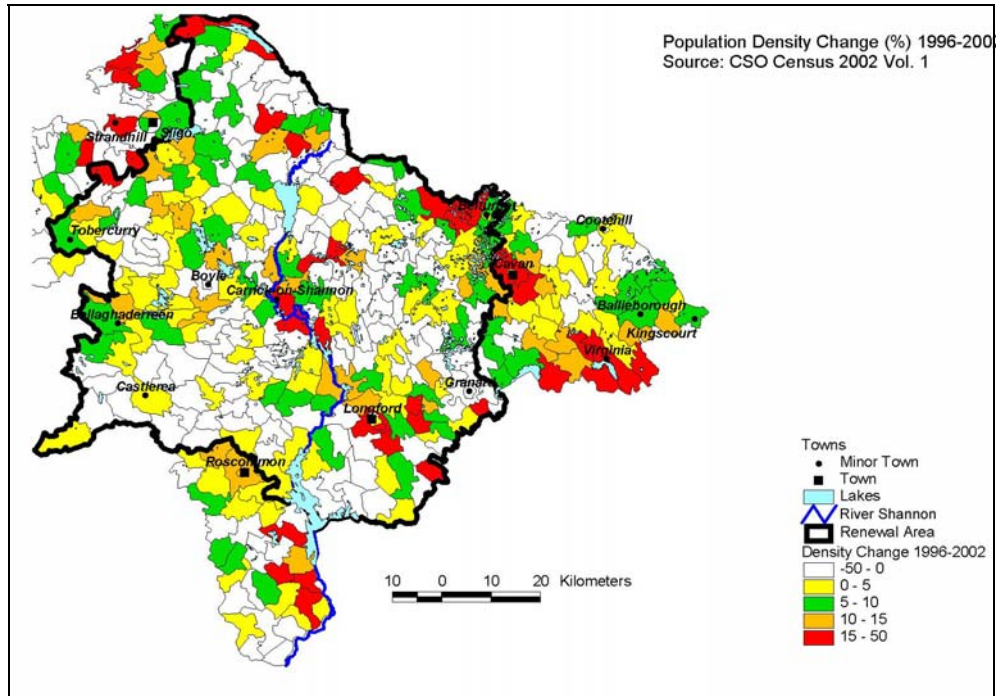 Population Density Change (%) 1996-200
Source: CSO Census 2002 Vol. 1
Strandhill
Sligo
Tobercurry
Boyle
Carrick-on-Shannon
Ballaghaderreen
Castlerea
Roscommon
Longford
Granard
Belturbet
Cootehill
Cavan
Bailieborough
Kingscourt
Virginia
10 0 10 20 Kilometers
Towns
Minor Town
Town
Lakes
River Shannon
Renewal Area
Density Change 1996-2002
-50 - 0
0 - 5
5 - 10
10 - 15
15 - 50